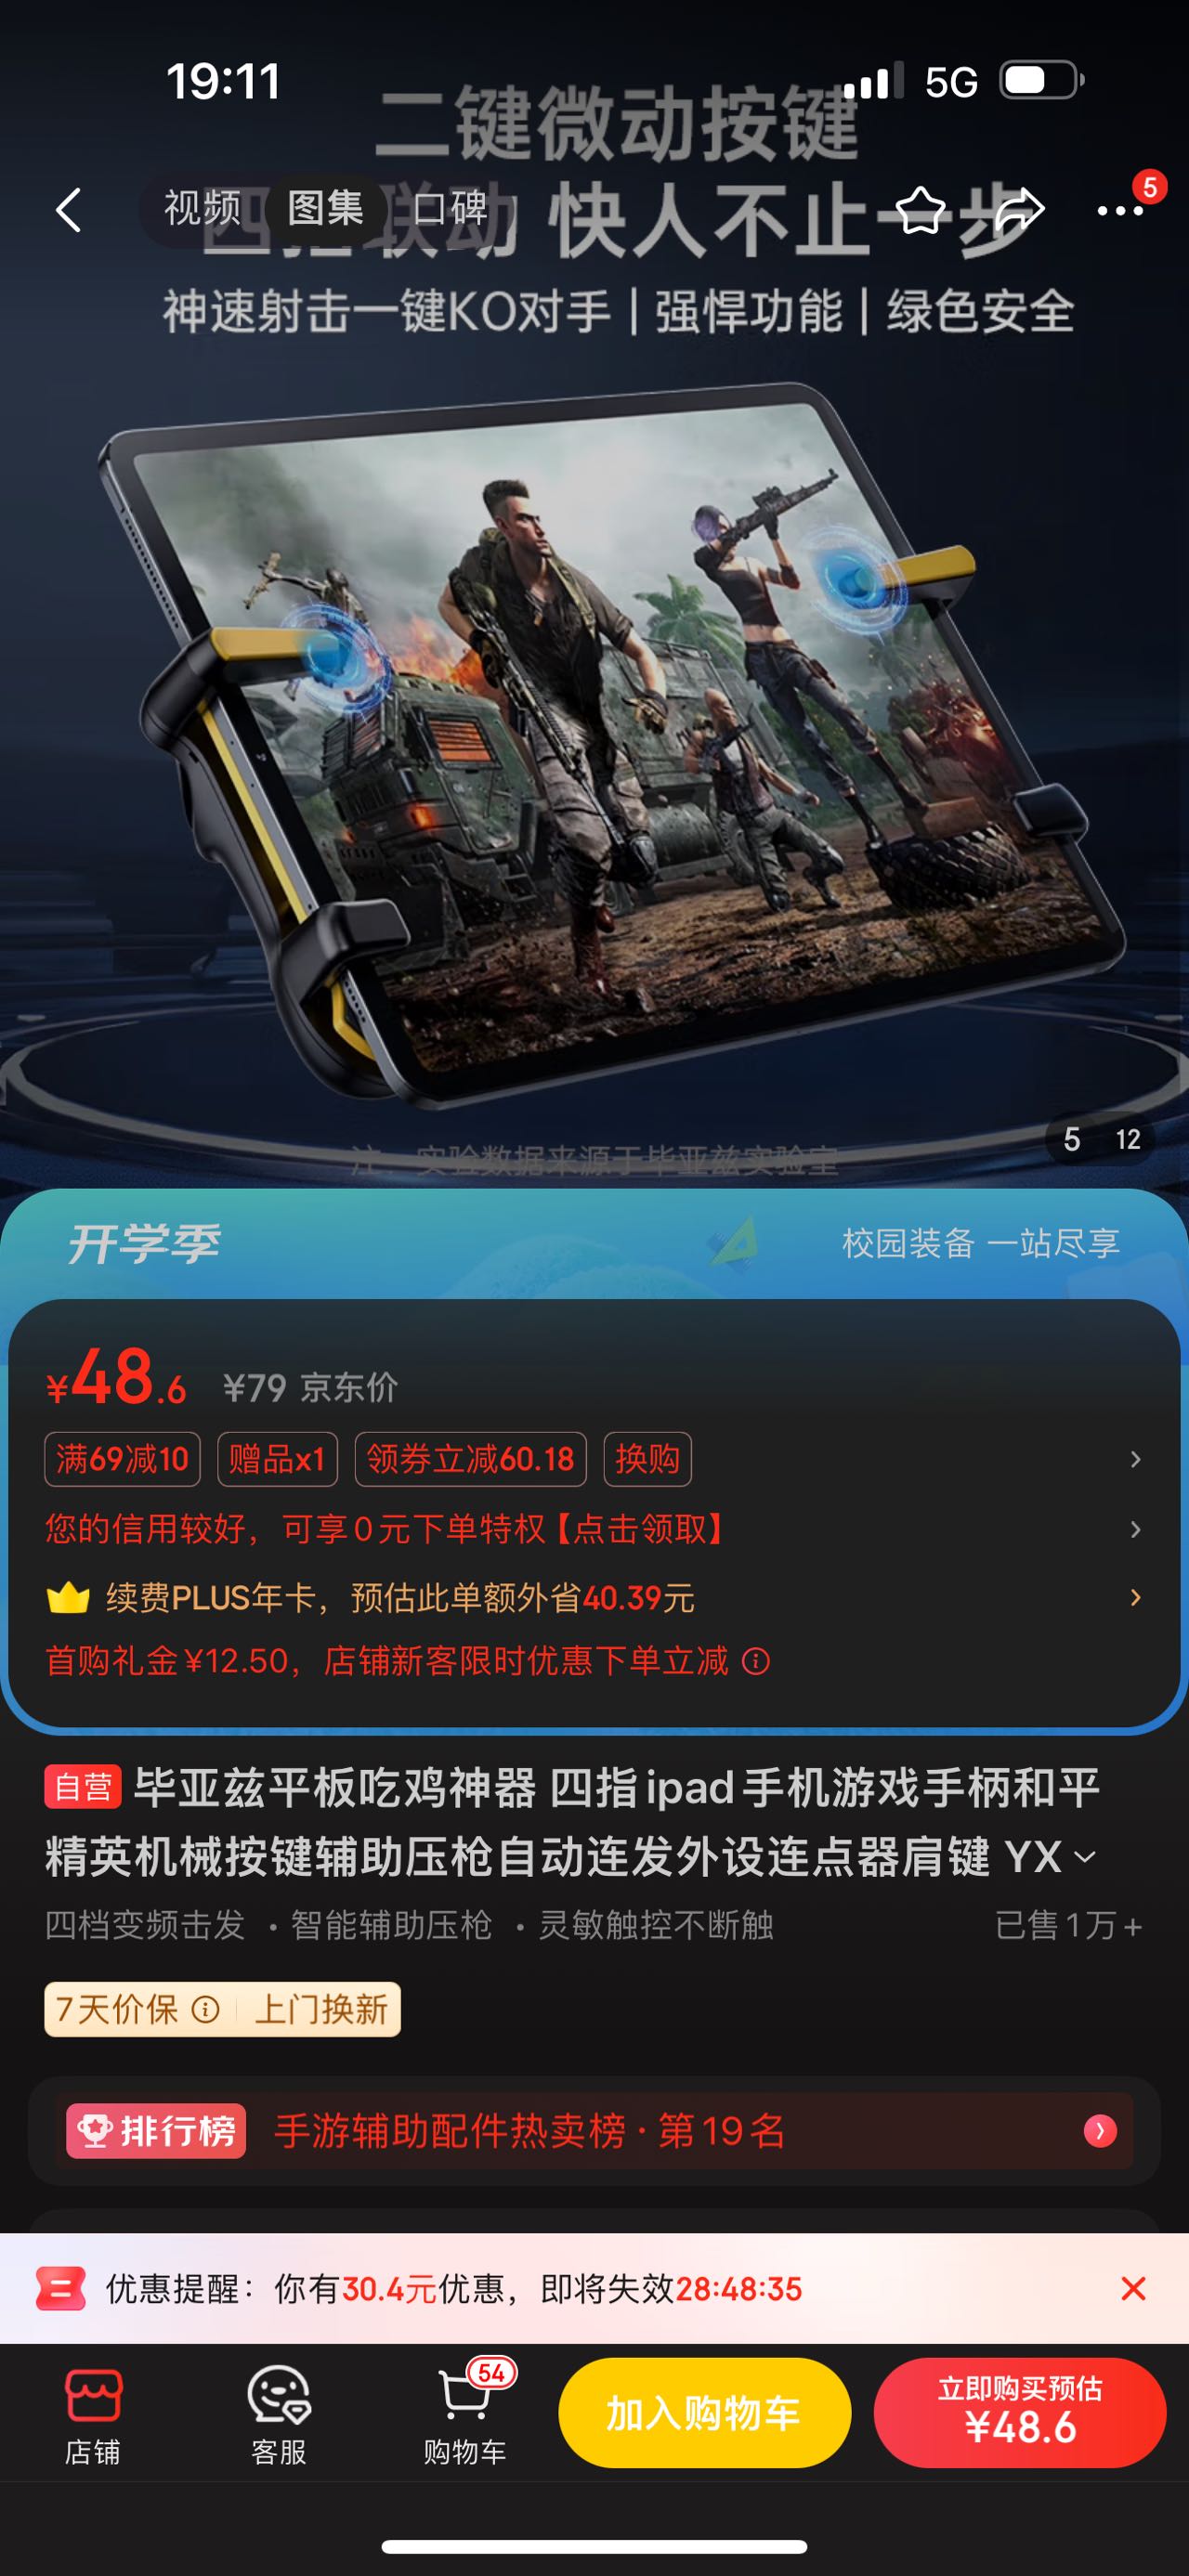 19:11
5G
二键微动按键
视频 图集 口碑
5
四指联动 快人不止一步
神速射击一键KO对手 | 强悍功能 | 绿色安全
注：实验数据来源于毕亚兹实验室
5 12
开学季
校园装备 一站尽享
¥48.6 ¥79 京东价
满69减10 赠品x1 领券立减60.18 换购
您的信用较好，可享0元下单特权【点击领取】
续费PLUS年卡，预估此单额外省40.39元
首购礼金¥12.50，店铺新客限时优惠下单立减
自营 毕亚兹平板吃鸡神器 四指ipad手机游戏手柄和平
精英机械按键辅助压枪自动连发外设连点器肩键 YX
四档变频击发 · 智能辅助压枪 · 灵敏触控不断触
已售1万+
7天价保 上门换新
排行榜 手游辅助配件热卖榜 · 第19名
优惠提醒：你有30.4元优惠，即将失效28:48:35
54
店铺 客服 购物车
加入购物车
立即购买预估
¥48.6